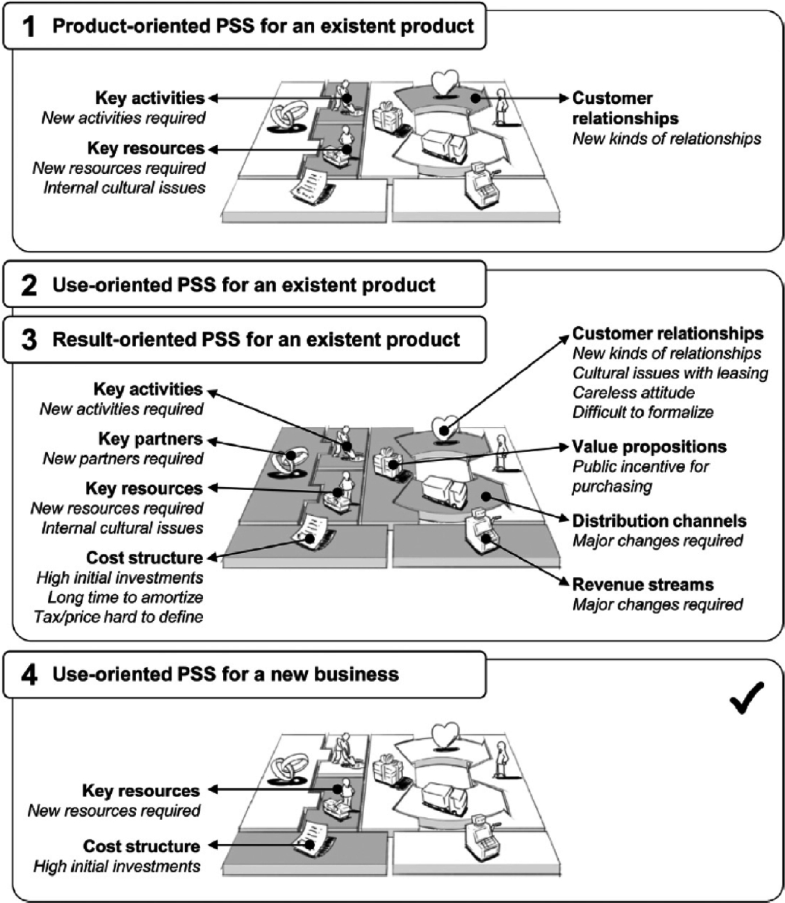 1 Product-oriented PSS for an existent product
Key activities
New activities required
Key resources
New resources required
Internal cultural issues
Customer
relationships
New kinds of relationships
2 Use-oriented PSS for an existent product
3 Result-oriented PSS for an existent product
Key activities
New activities required
Key partners
New partners required
Key resources
New resources required
Internal cultural issues
Cost structure
High initial investments
Long time to amortize
Tax/price hard to define
Customer relationships
New kinds of relationships
Cultural issues with leasing
Careless attitude
Difficult to formalize
Value propositions
Public incentive for
purchasing
Distribution channels
Major changes required
Revenue streams
Major changes required
4 Use-oriented PSS for a new business
Key resources
New resources required
Cost structure
High initial investments